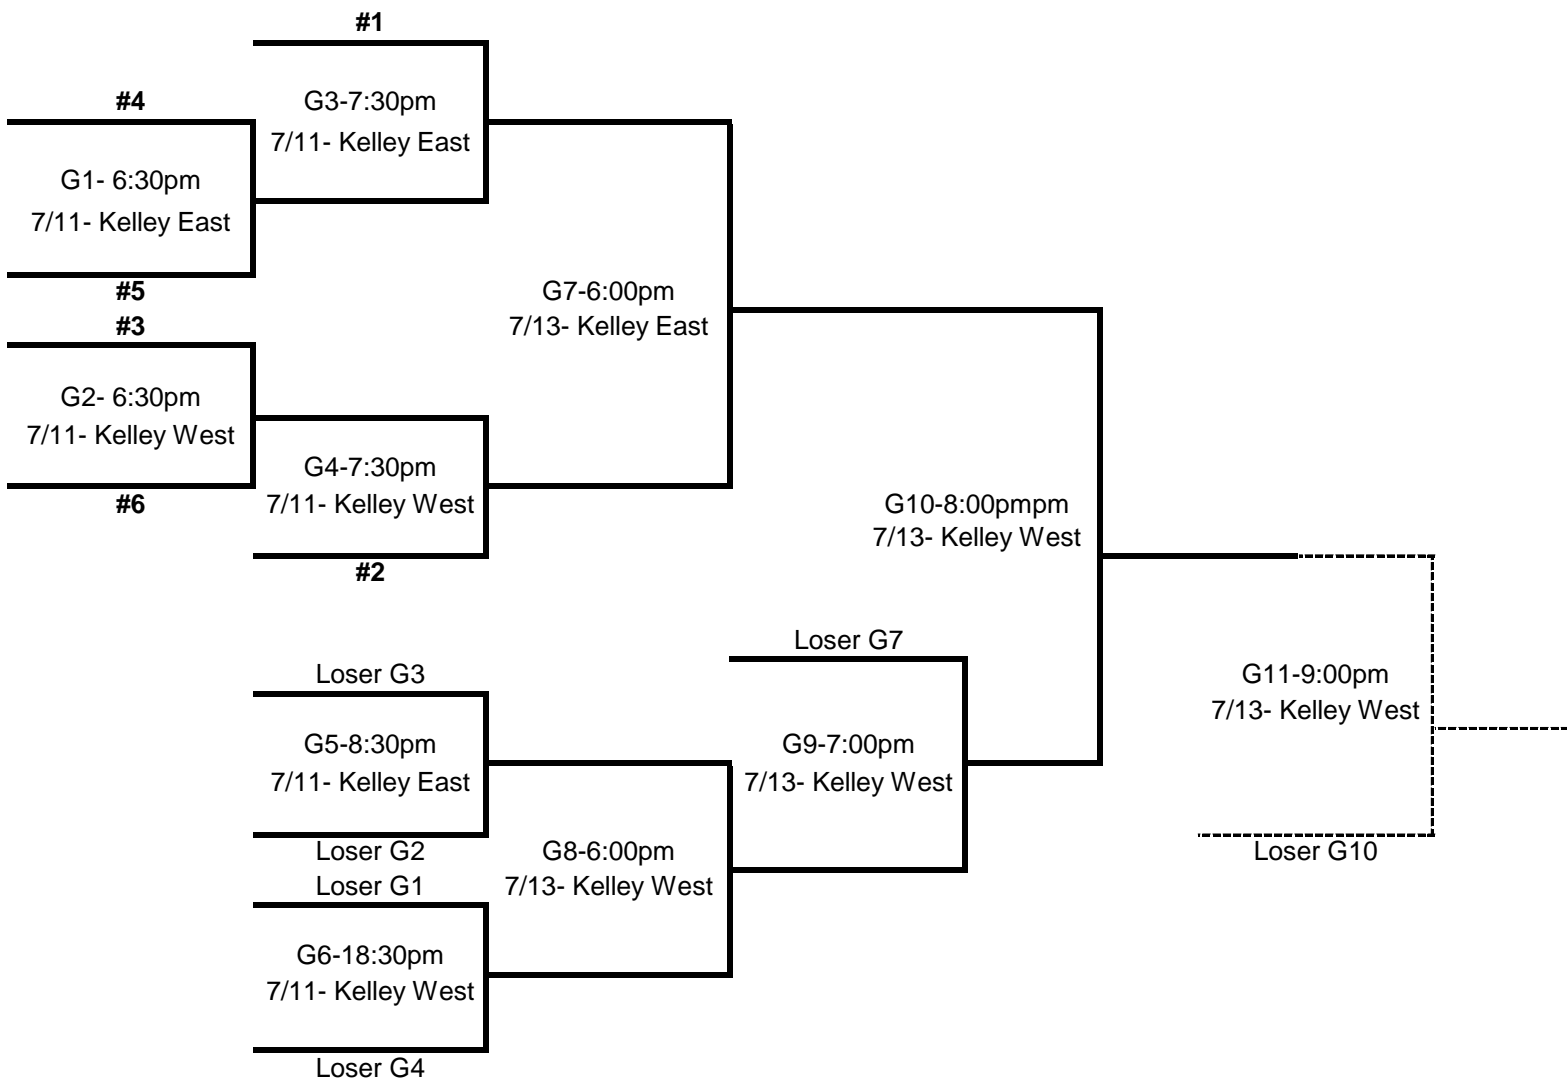 #1
#4
G3-7:30pm
7/11- Kelley East
G1- 6:30pm
7/11- Kelley East
#5
#3
G7-6:00pm
7/13- Kelley East
G2- 6:30pm
7/11- Kelley West
G4-7:30pm
7/11- Kelley West
#6
G10-8:00pmpm
7/13- Kelley West
#2
Loser G7
Loser G3
G11-9:00pm
7/13- Kelley West
G5-8:30pm
7/11- Kelley East
G9-7:00pm
7/13- Kelley West
Loser G2
G8-6:00pm
7/13- Kelley West
Loser G10
Loser G1
G6-18:30pm
7/11- Kelley West
Loser G4